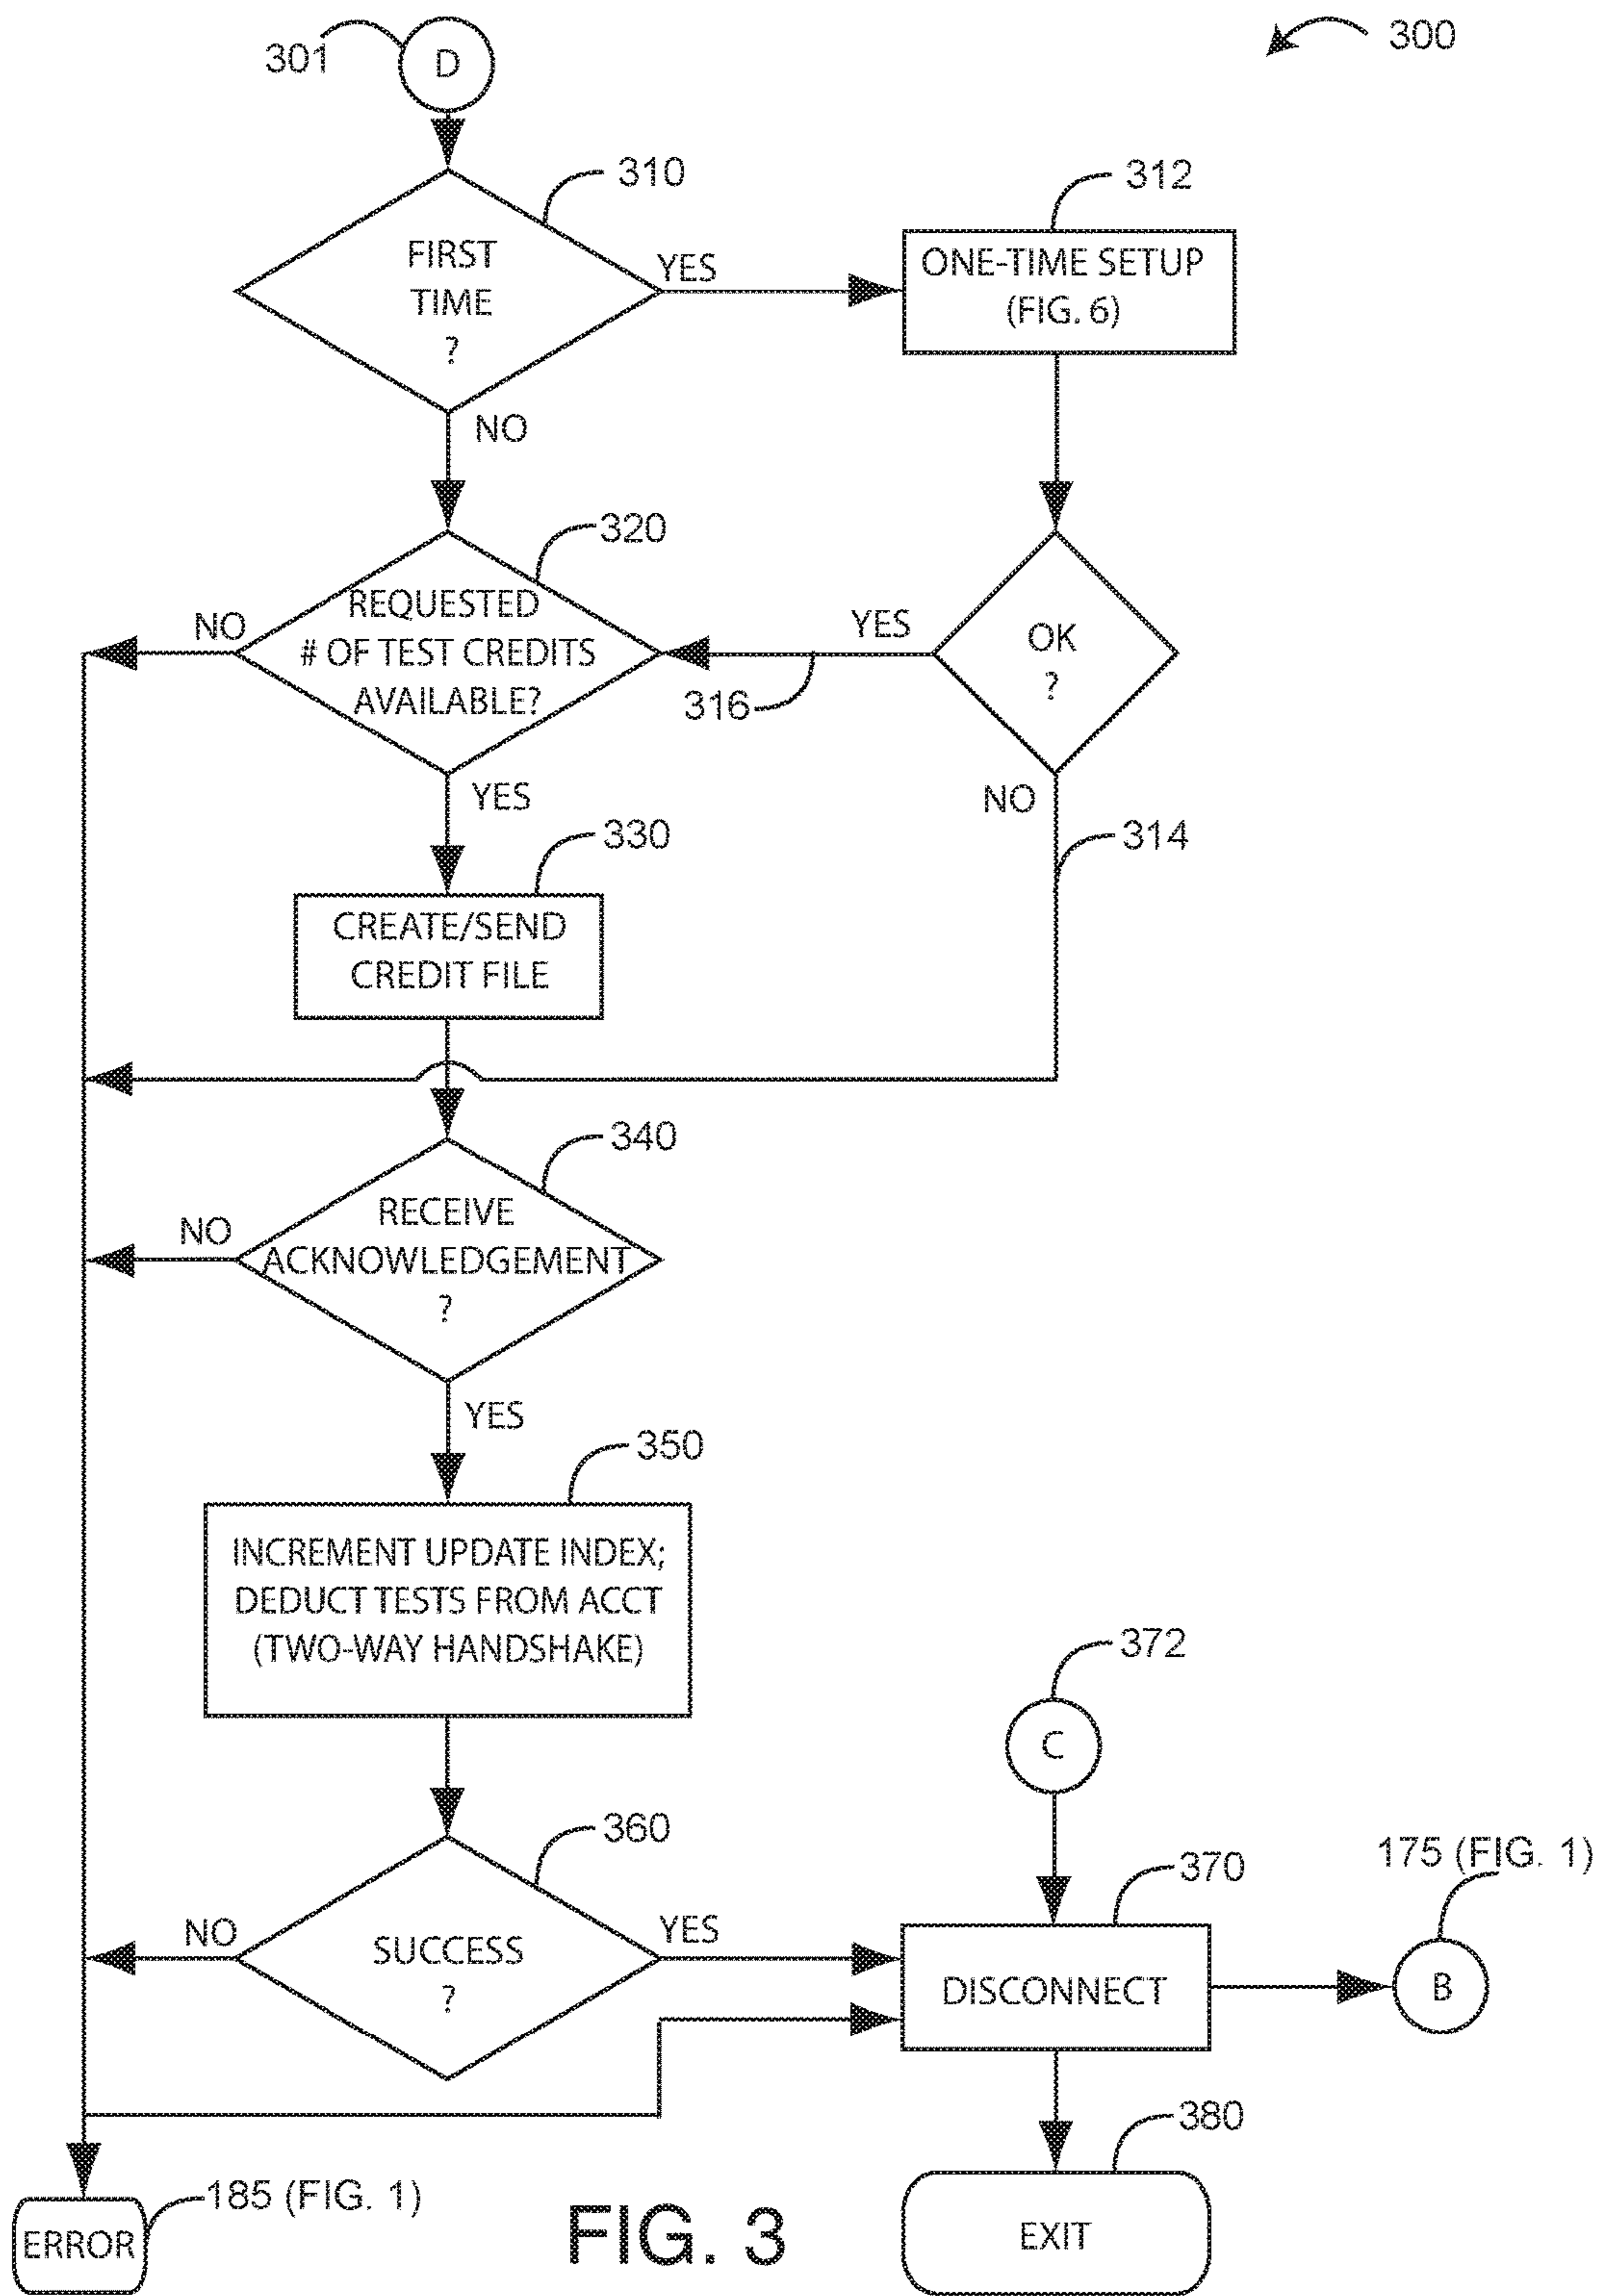 301
D
300
310
312
FIRST
TIME
?
YES
ONE-TIME SETUP
(FIG. 6)
NO
320
REQUESTED
# OF TEST CREDITS
AVAILABLE?
NO
YES
OK
?
316
YES
NO
330
314
CREATE/SEND
CREDIT FILE
340
RECEIVE
ACKNOWLEDGEMENT
?
NO
YES
350
INCREMENT UPDATE INDEX;
DEDUCT TESTS FROM ACCT
(TWO-WAY HANDSHAKE)
372
C
360
370
175 (FIG. 1)
NO
SUCCESS
?
YES
DISCONNECT
B
380
185 (FIG. 1)
ERROR
FIG. 3
EXIT